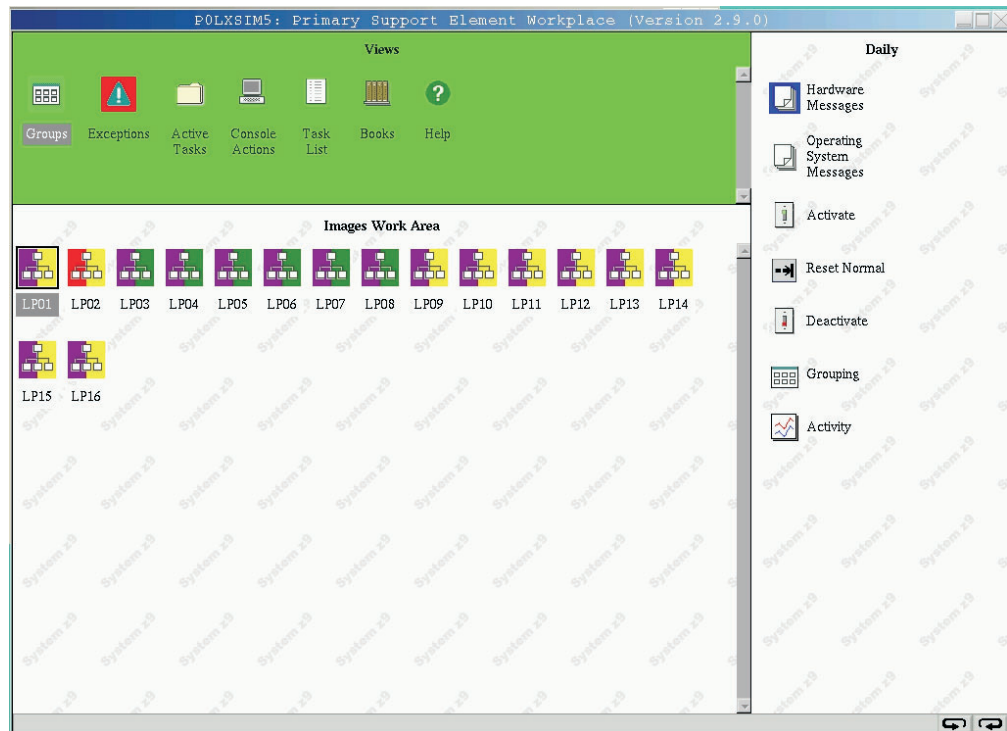 P0LXSIM5: Primary Support Element Workplace (Version 2.9.0)
Views
Groups
Exceptions
Active
Tasks
Console
Actions
Task
List
Books
Help
Images Work Area
LP01 LP02 LP03 LP04 LP05 LP06 LP07 LP08 LP09 LP10 LP11 LP12 LP13 LP14
LP15 LP16
Daily
Hardware
Messages
Operating
System
Messages
Activate
Reset Normal
Deactivate
Grouping
Activity
System z9